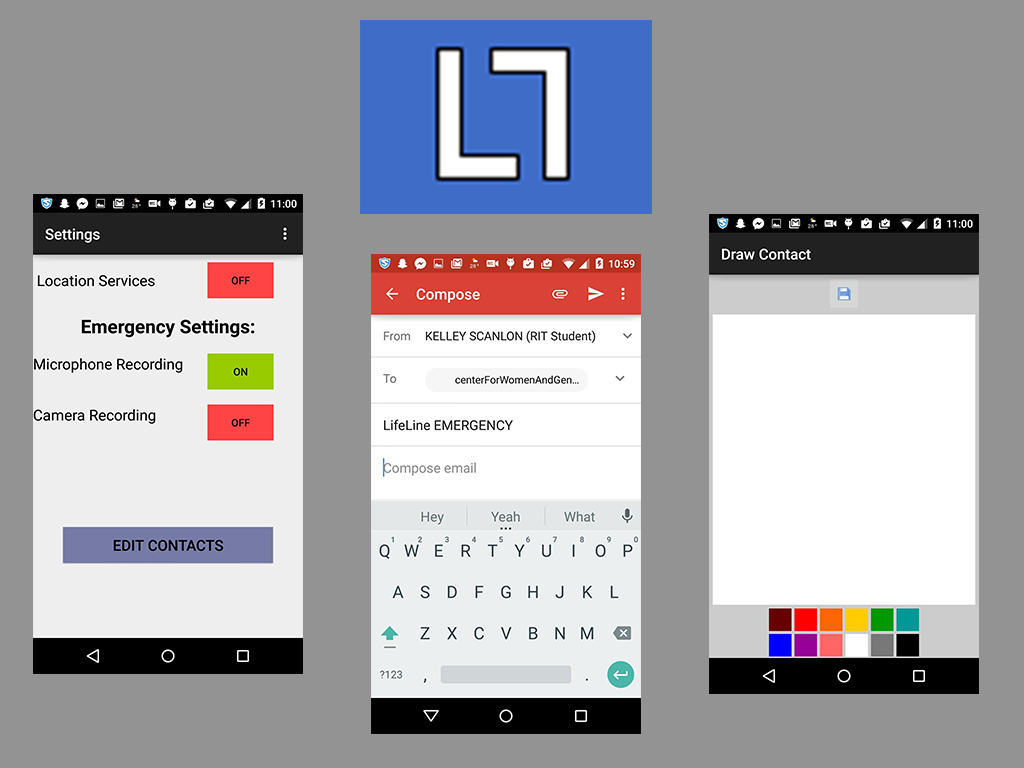 11:00
Settings
Location Services
OFF
Emergency Settings:
Microphone Recording
ON
Camera Recording
OFF
EDIT CONTACTS
10:59
Compose
From KELLEY SCANLON (RIT Student)
To centerForWomenAndGen...
LifeLine EMERGENCY
Compose email
Hey Yeah What
1 2 3 4 5 6 7 8 9 0
Q W E R T Y U I O P
A S D F G H J K L
Z X C V B N M
?123 , .
11:00
Draw Contact